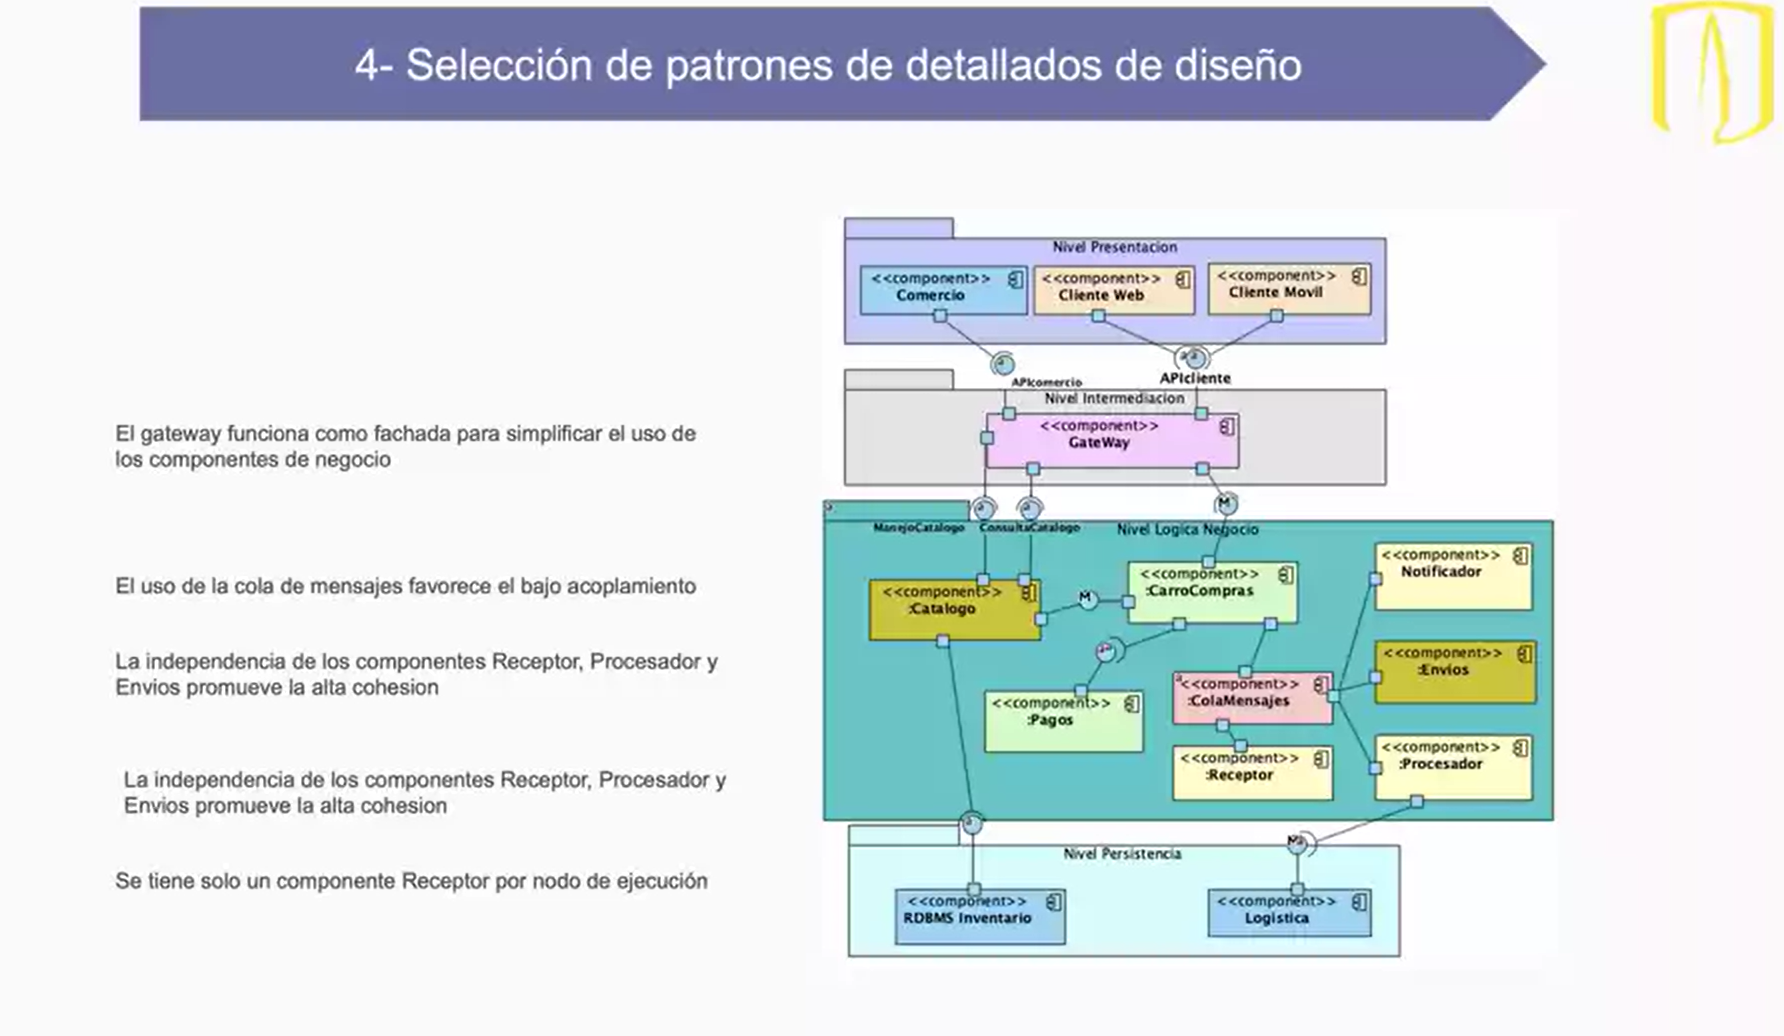 4- Selección de patrones de detallados de diseño
El gateway funciona como fachada para simplificar el uso de
los componentes de negocio
El uso de la cola de mensajes favorece el bajo acoplamiento
La independencia de los componentes Receptor, Procesador y
Envios promueve la alta cohesion
La independencia de los componentes Receptor, Procesador y
Envios promueve la alta cohesion
Se tiene solo un componente Receptor por nodo de ejecución
Nivel Presentacion
<<component>>
Comercio
<<component>>
Cliente Web
<<component>>
Cliente Movil
APIcomercio
APIcliente
Nivel Intermediacion
<<component>>
GateWay
ManejoCatalogo
ConsultaCatalogo
Nivel Logica Negocio
<<component>>
:Catalogo
<<component>>
:CarroCompras
<<component>>
Notificador
<<component>>
:Envios
<<component>>
:Pagos
<<component>>
:ColaMensajes
<<component>>
:Receptor
<<component>>
:Procesador
Nivel Persistencia
<<component>>
RDBMS Inventario
<<component>>
Logistica